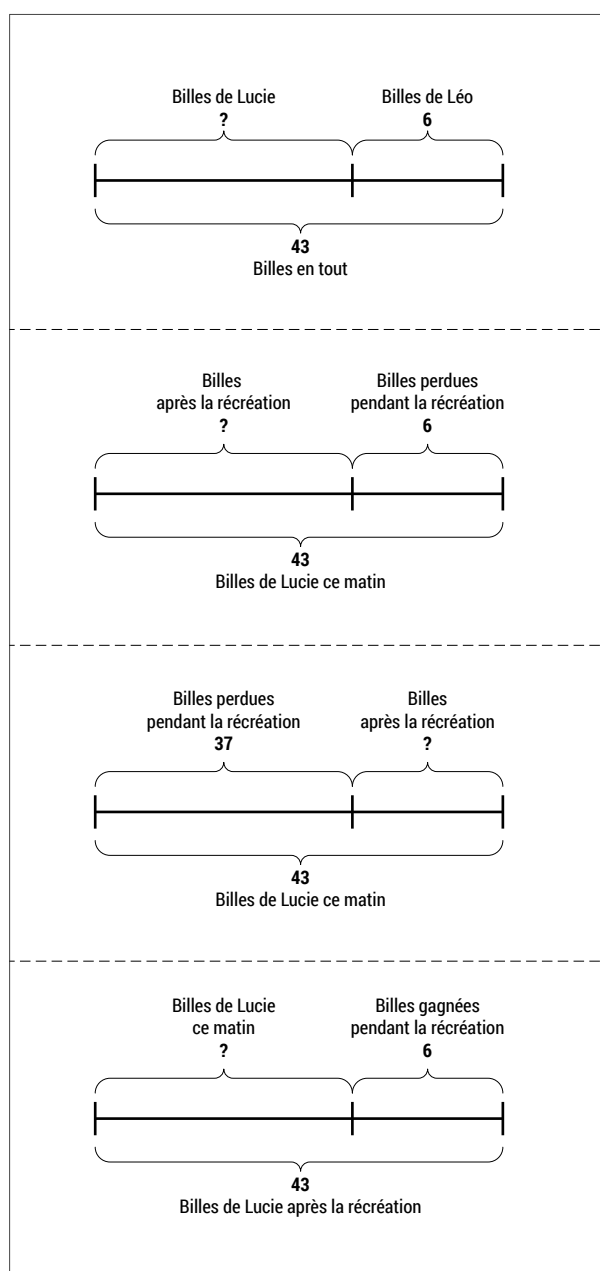 Billes de Lucie
?
Billes de Léo
6
43
Billes en tout
Billes
après la récréation
?
Billes perdues
pendant la récréation
6
43
Billes de Lucie ce matin
Billes perdues
pendant la récréation
37
Billes
après la récréation
?
43
Billes de Lucie ce matin
Billes de Lucie
ce matin
?
Billes gagnées
pendant la récréation
6
43
Billes de Lucie après la récréation